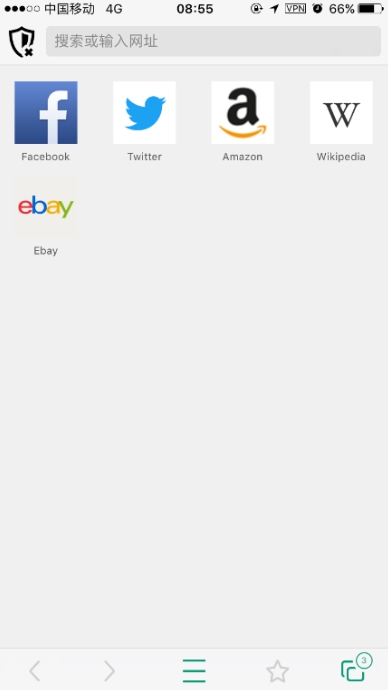 中国移动 4G 08:55 VPN 66%
搜索或输入网址
f a W
Facebook Twitter Amazon Wikipedia
ebay
Ebay
3